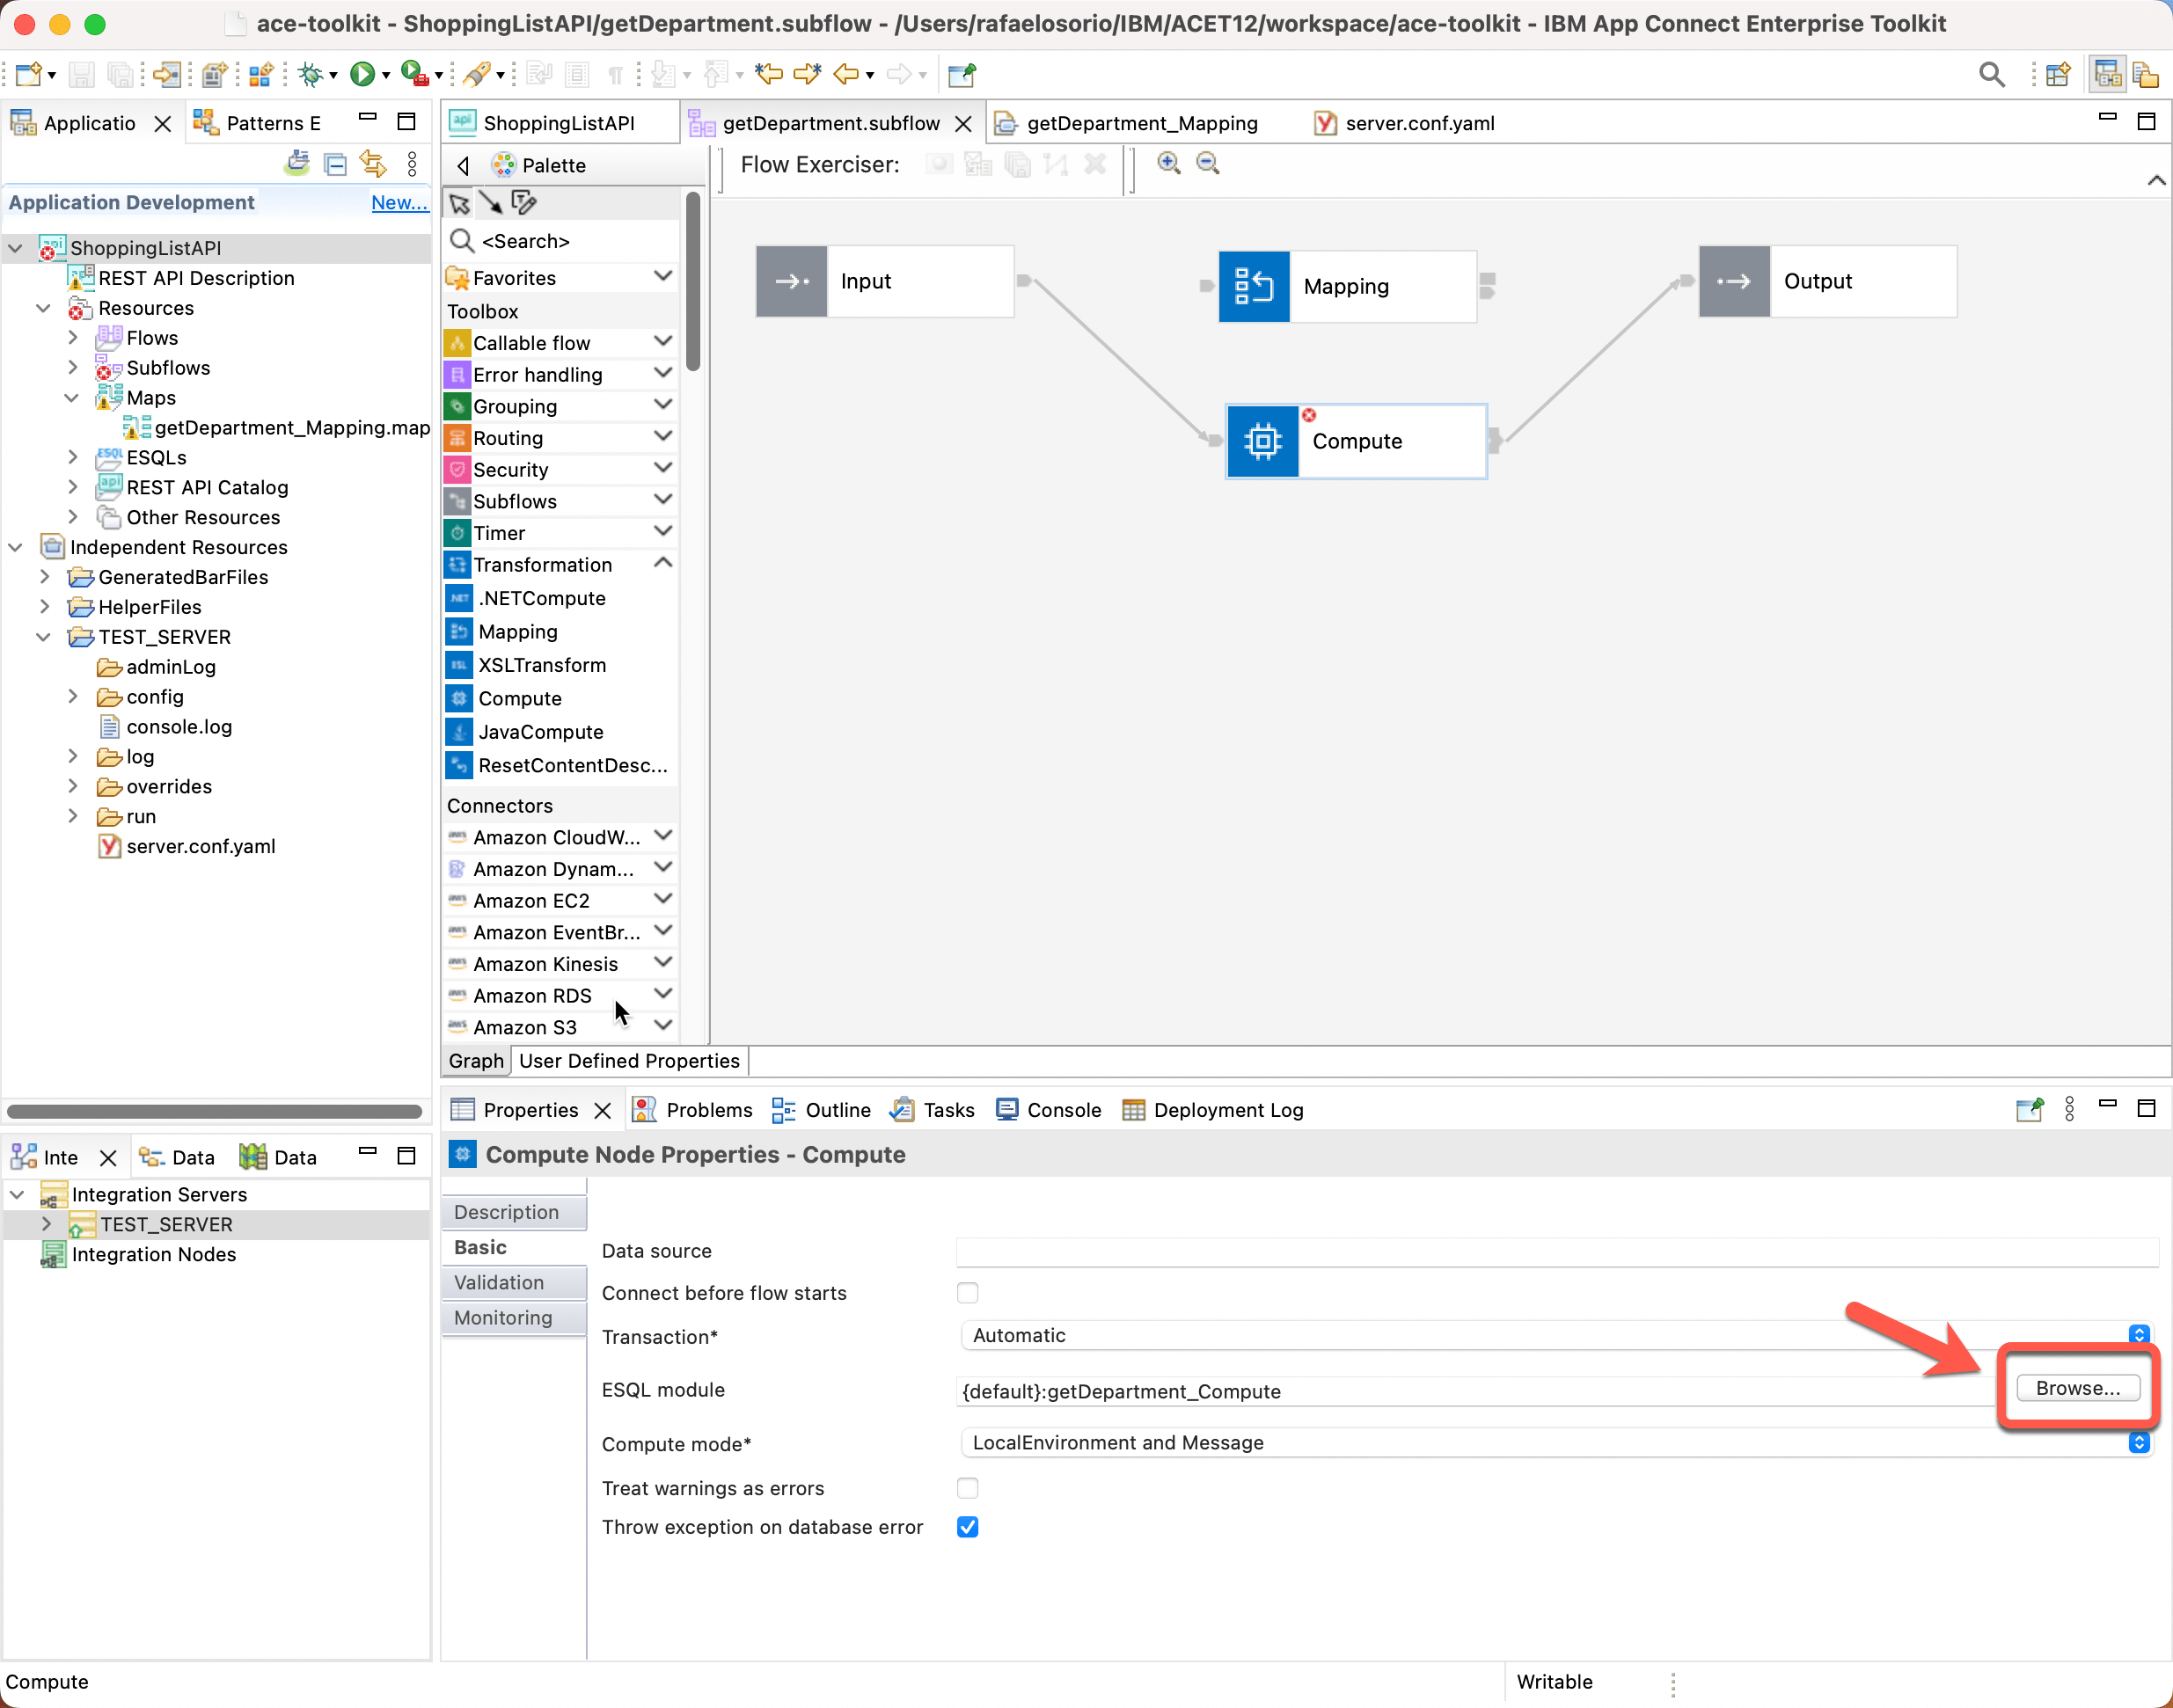 ace-toolkit - ShoppingListAPI/getDepartment.subflow - /Users/rafaelosorio/IBM/ACET12/workspace/ace-toolkit - IBM App Connect Enterprise Toolkit
Applicatio
Patterns E
Application Development
New...
ShoppingListAPI
REST API Description
Resources
Flows
Subflows
Maps
getDepartment_Mapping.map
ESQLs
REST API Catalog
Other Resources
Independent Resources
GeneratedBarFiles
HelperFiles
TEST_SERVER
adminLog
config
console.log
log
overrides
run
server.conf.yaml
Inte
Data
Data
Integration Servers
TEST_SERVER
Integration Nodes
ShoppingListAPI
getDepartment.subflow
getDepartment_Mapping
server.conf.yaml
Palette
Flow Exerciser:
<Search>
Favorites
Toolbox
Callable flow
Error handling
Grouping
Routing
Security
Subflows
Timer
Transformation
.NETCompute
Mapping
XSLTransform
Compute
JavaCompute
ResetContentDesc...
Connectors
Amazon CloudW...
Amazon Dynam...
Amazon EC2
Amazon EventBr...
Amazon Kinesis
Amazon RDS
Amazon S3
Input
Mapping
Output
Compute
Graph
User Defined Properties
Properties
Problems
Outline
Tasks
Console
Deployment Log
Compute Node Properties - Compute
Description
Basic
Validation
Monitoring
Data source
Connect before flow starts
Transaction*
Automatic
ESQL module
{default}:getDepartment_Compute
Browse...
Compute mode*
LocalEnvironment and Message
Treat warnings as errors
Throw exception on database error
Compute
Writable